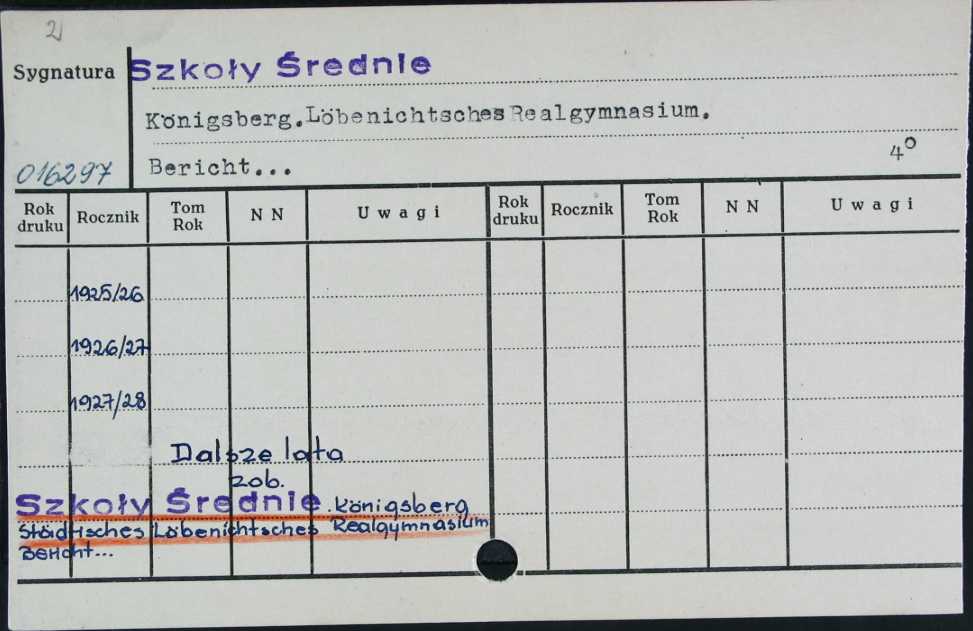 2)
Sygnatura Szkoły Średnie
Königsberg. Löbenichtsches Realgymnasium.
016297 Bericht... 4°
Rok druku Rocznik Tom Rok N N U w a g i Rok druku Rocznik Tom Rok N N U w a g i
1925/26
1926/27
1927/28
Dalsze lata
zob.
Szkoły Średnie. Königsberg
Städtisches Löbenichtsches Realgymnasium
Bericht...